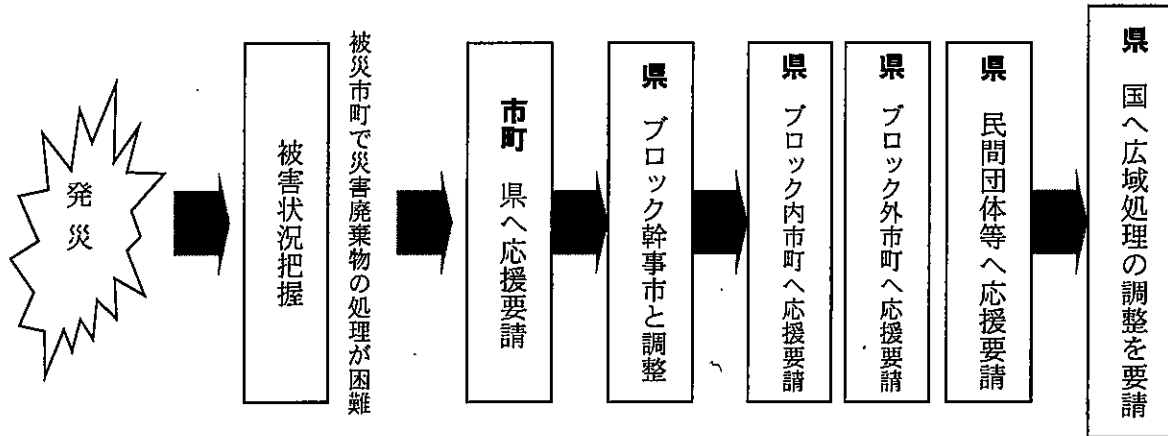 発災
被害状況把握
被災市町で災害廃棄物の処理が困難
市町 県へ応援要請
県 ブロック幹事市と調整
県 ブロック内市町へ応援要請
県 ブロック外市町へ応援要請
県 民間団体等へ応援要請
県 国へ広域処理の調整を要請